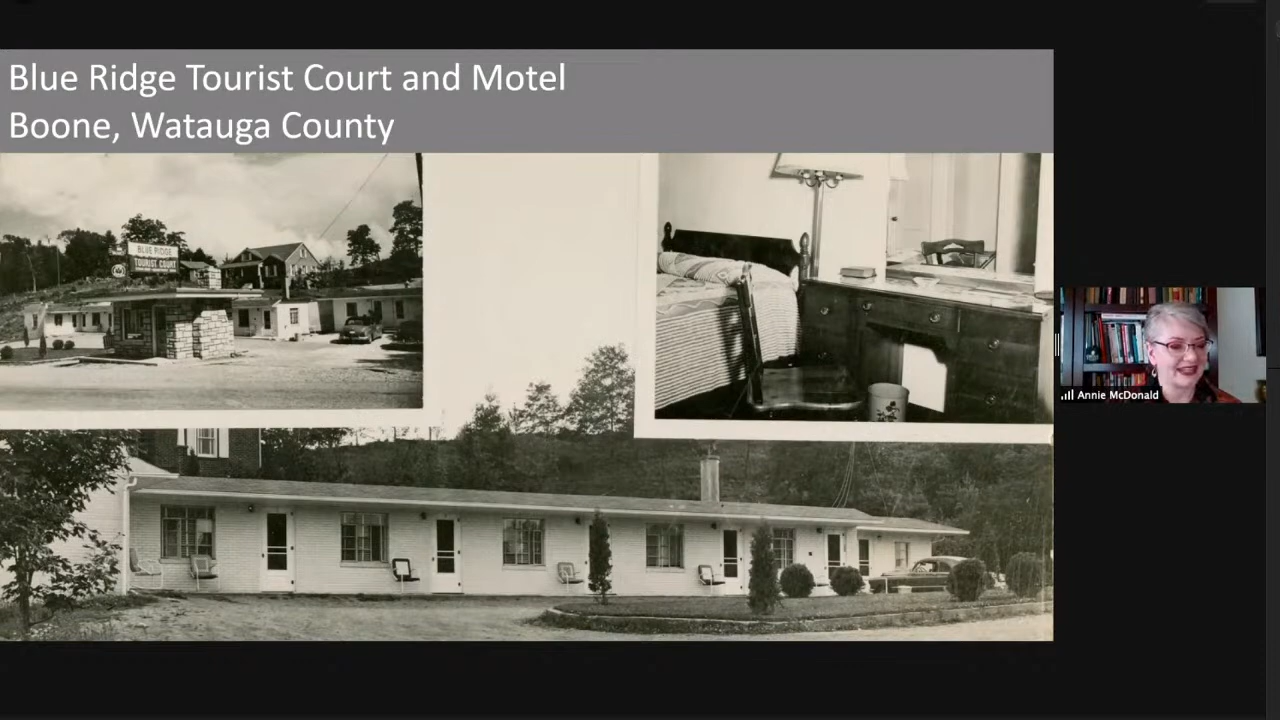 Blue Ridge Tourist Court and Motel
Boone, Watauga County
BLUE RIDGE
TOURIST COURT
Annie McDonald